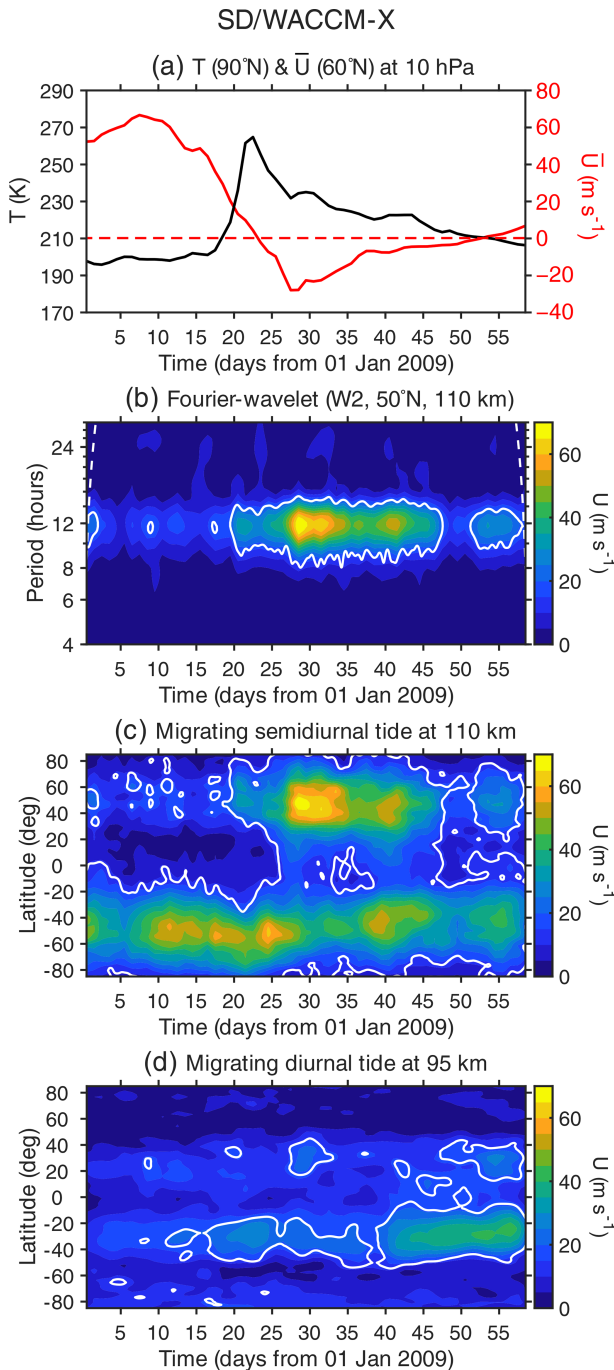 SD/WACCM-X
(a) T (90°N) & U̅ (60°N) at 10 hPa
290
270
250
230
210
190
170
T (K)
80
60
40
20
0
−20
−40
U̅ (m s⁻¹)
5 10 15 20 25 30 35 40 45 50 55
Time (days from 01 Jan 2009)
(b) Fourier-wavelet (W2, 50°N, 110 km)
24
12
8
6
4
Period (hours)
60
40
20
0
U (m s⁻¹)
5 10 15 20 25 30 35 40 45 50 55
Time (days from 01 Jan 2009)
(c) Migrating semidiurnal tide at 110 km
80
60
40
20
0
-20
-40
-60
-80
Latitude (deg)
60
40
20
0
U (m s⁻¹)
5 10 15 20 25 30 35 40 45 50 55
Time (days from 01 Jan 2009)
(d) Migrating diurnal tide at 95 km
80
60
40
20
0
-20
-40
-60
-80
Latitude (deg)
60
40
20
0
U (m s⁻¹)
5 10 15 20 25 30 35 40 45 50 55
Time (days from 01 Jan 2009)